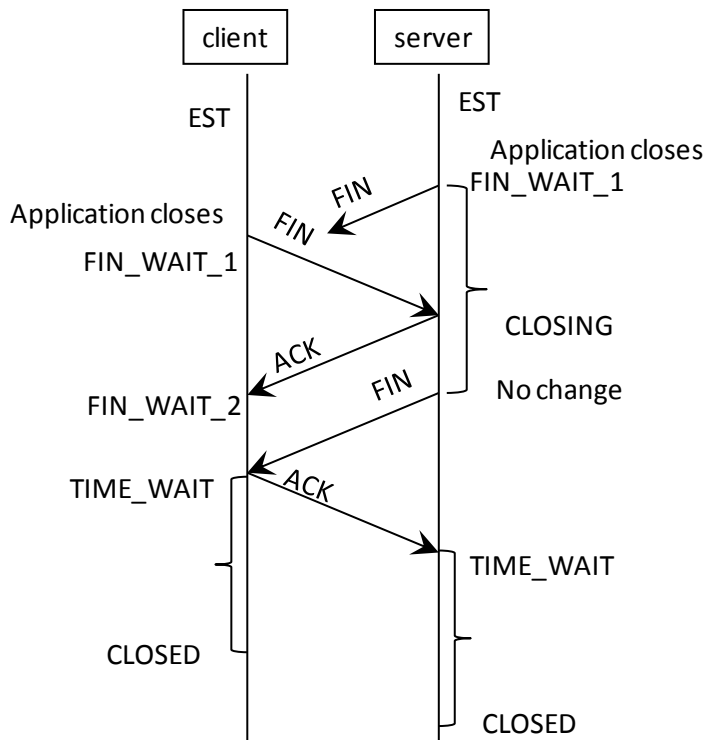 client
server
EST
EST
Application closes
FIN_WAIT_1
FIN
Application closes
FIN
FIN_WAIT_1
CLOSING
ACK
FIN
No change
FIN_WAIT_2
TIME_WAIT
ACK
TIME_WAIT
CLOSED
CLOSED